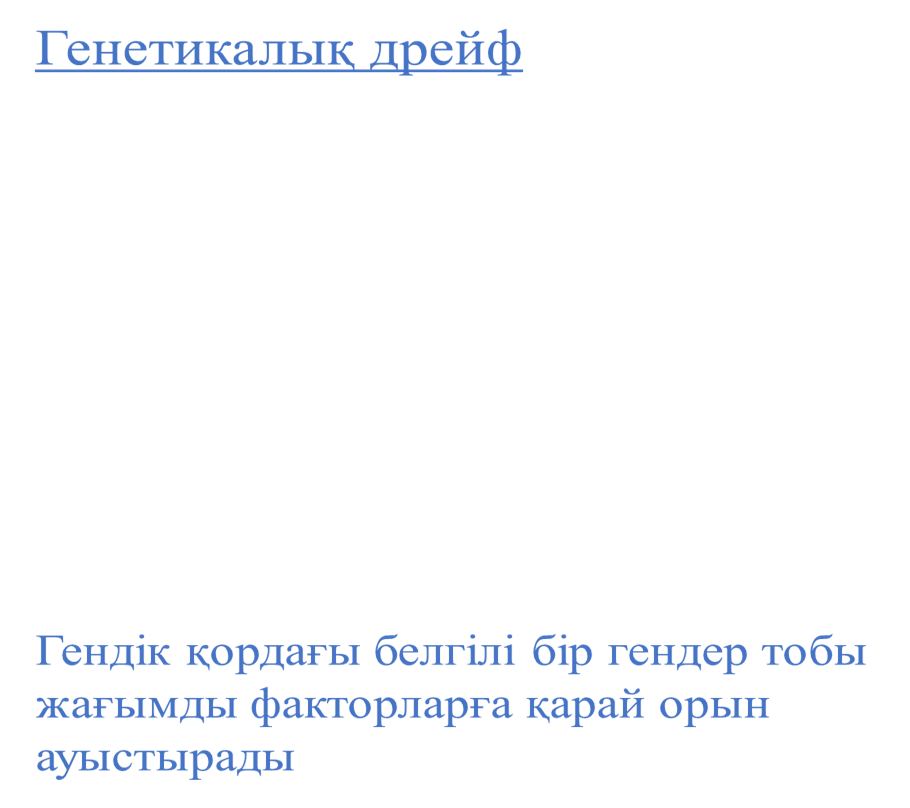 Генетикалық дрейф
Гендік қордағы белгілі бір гендер тобы
жағымды факторларға қарай орын
ауыстырады